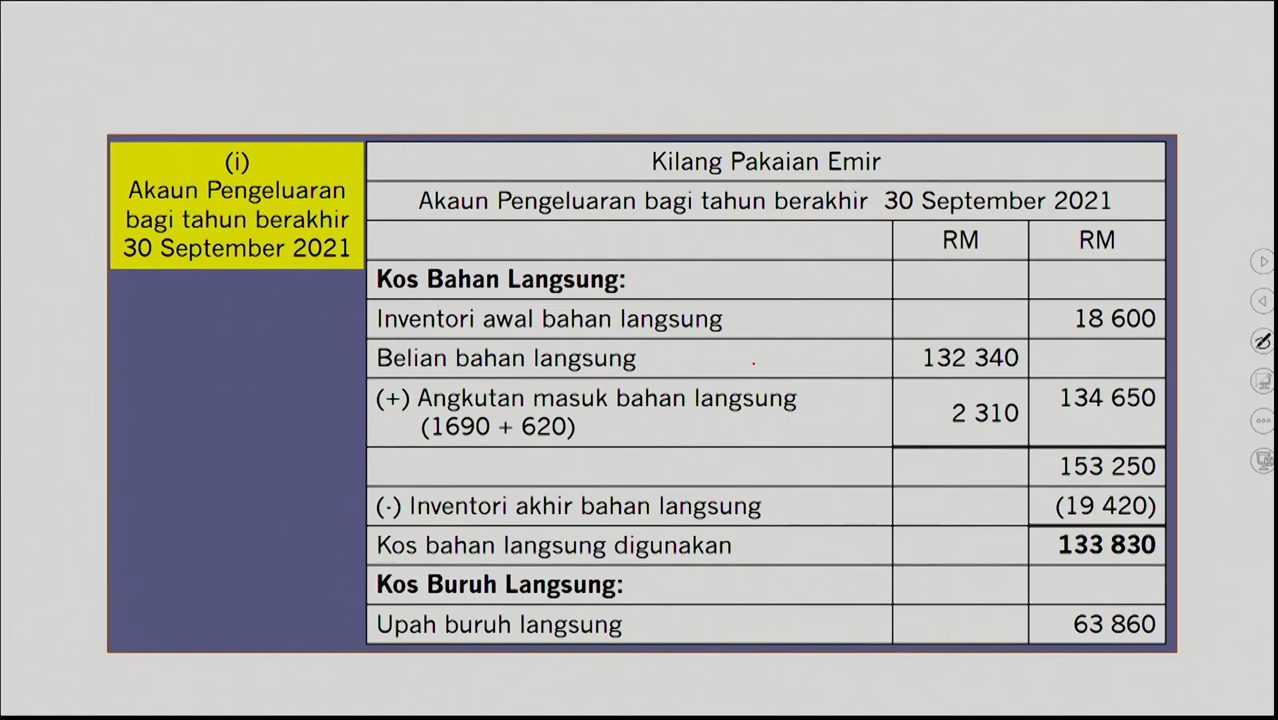 (i)
Akaun Pengeluaran
bagi tahun berakhir
30 September 2021
Kilang Pakaian Emir
Akaun Pengeluaran bagi tahun berakhir 30 September 2021
RM RM
Kos Bahan Langsung:
Inventori awal bahan langsung 18 600
Belian bahan langsung 132 340
(+) Angkutan masuk bahan langsung 134 650
(1690 + 620) 2 310
153 250
(-) Inventori akhir bahan langsung (19 420)
Kos bahan langsung digunakan 133 830
Kos Buruh Langsung:
Upah buruh langsung 63 860